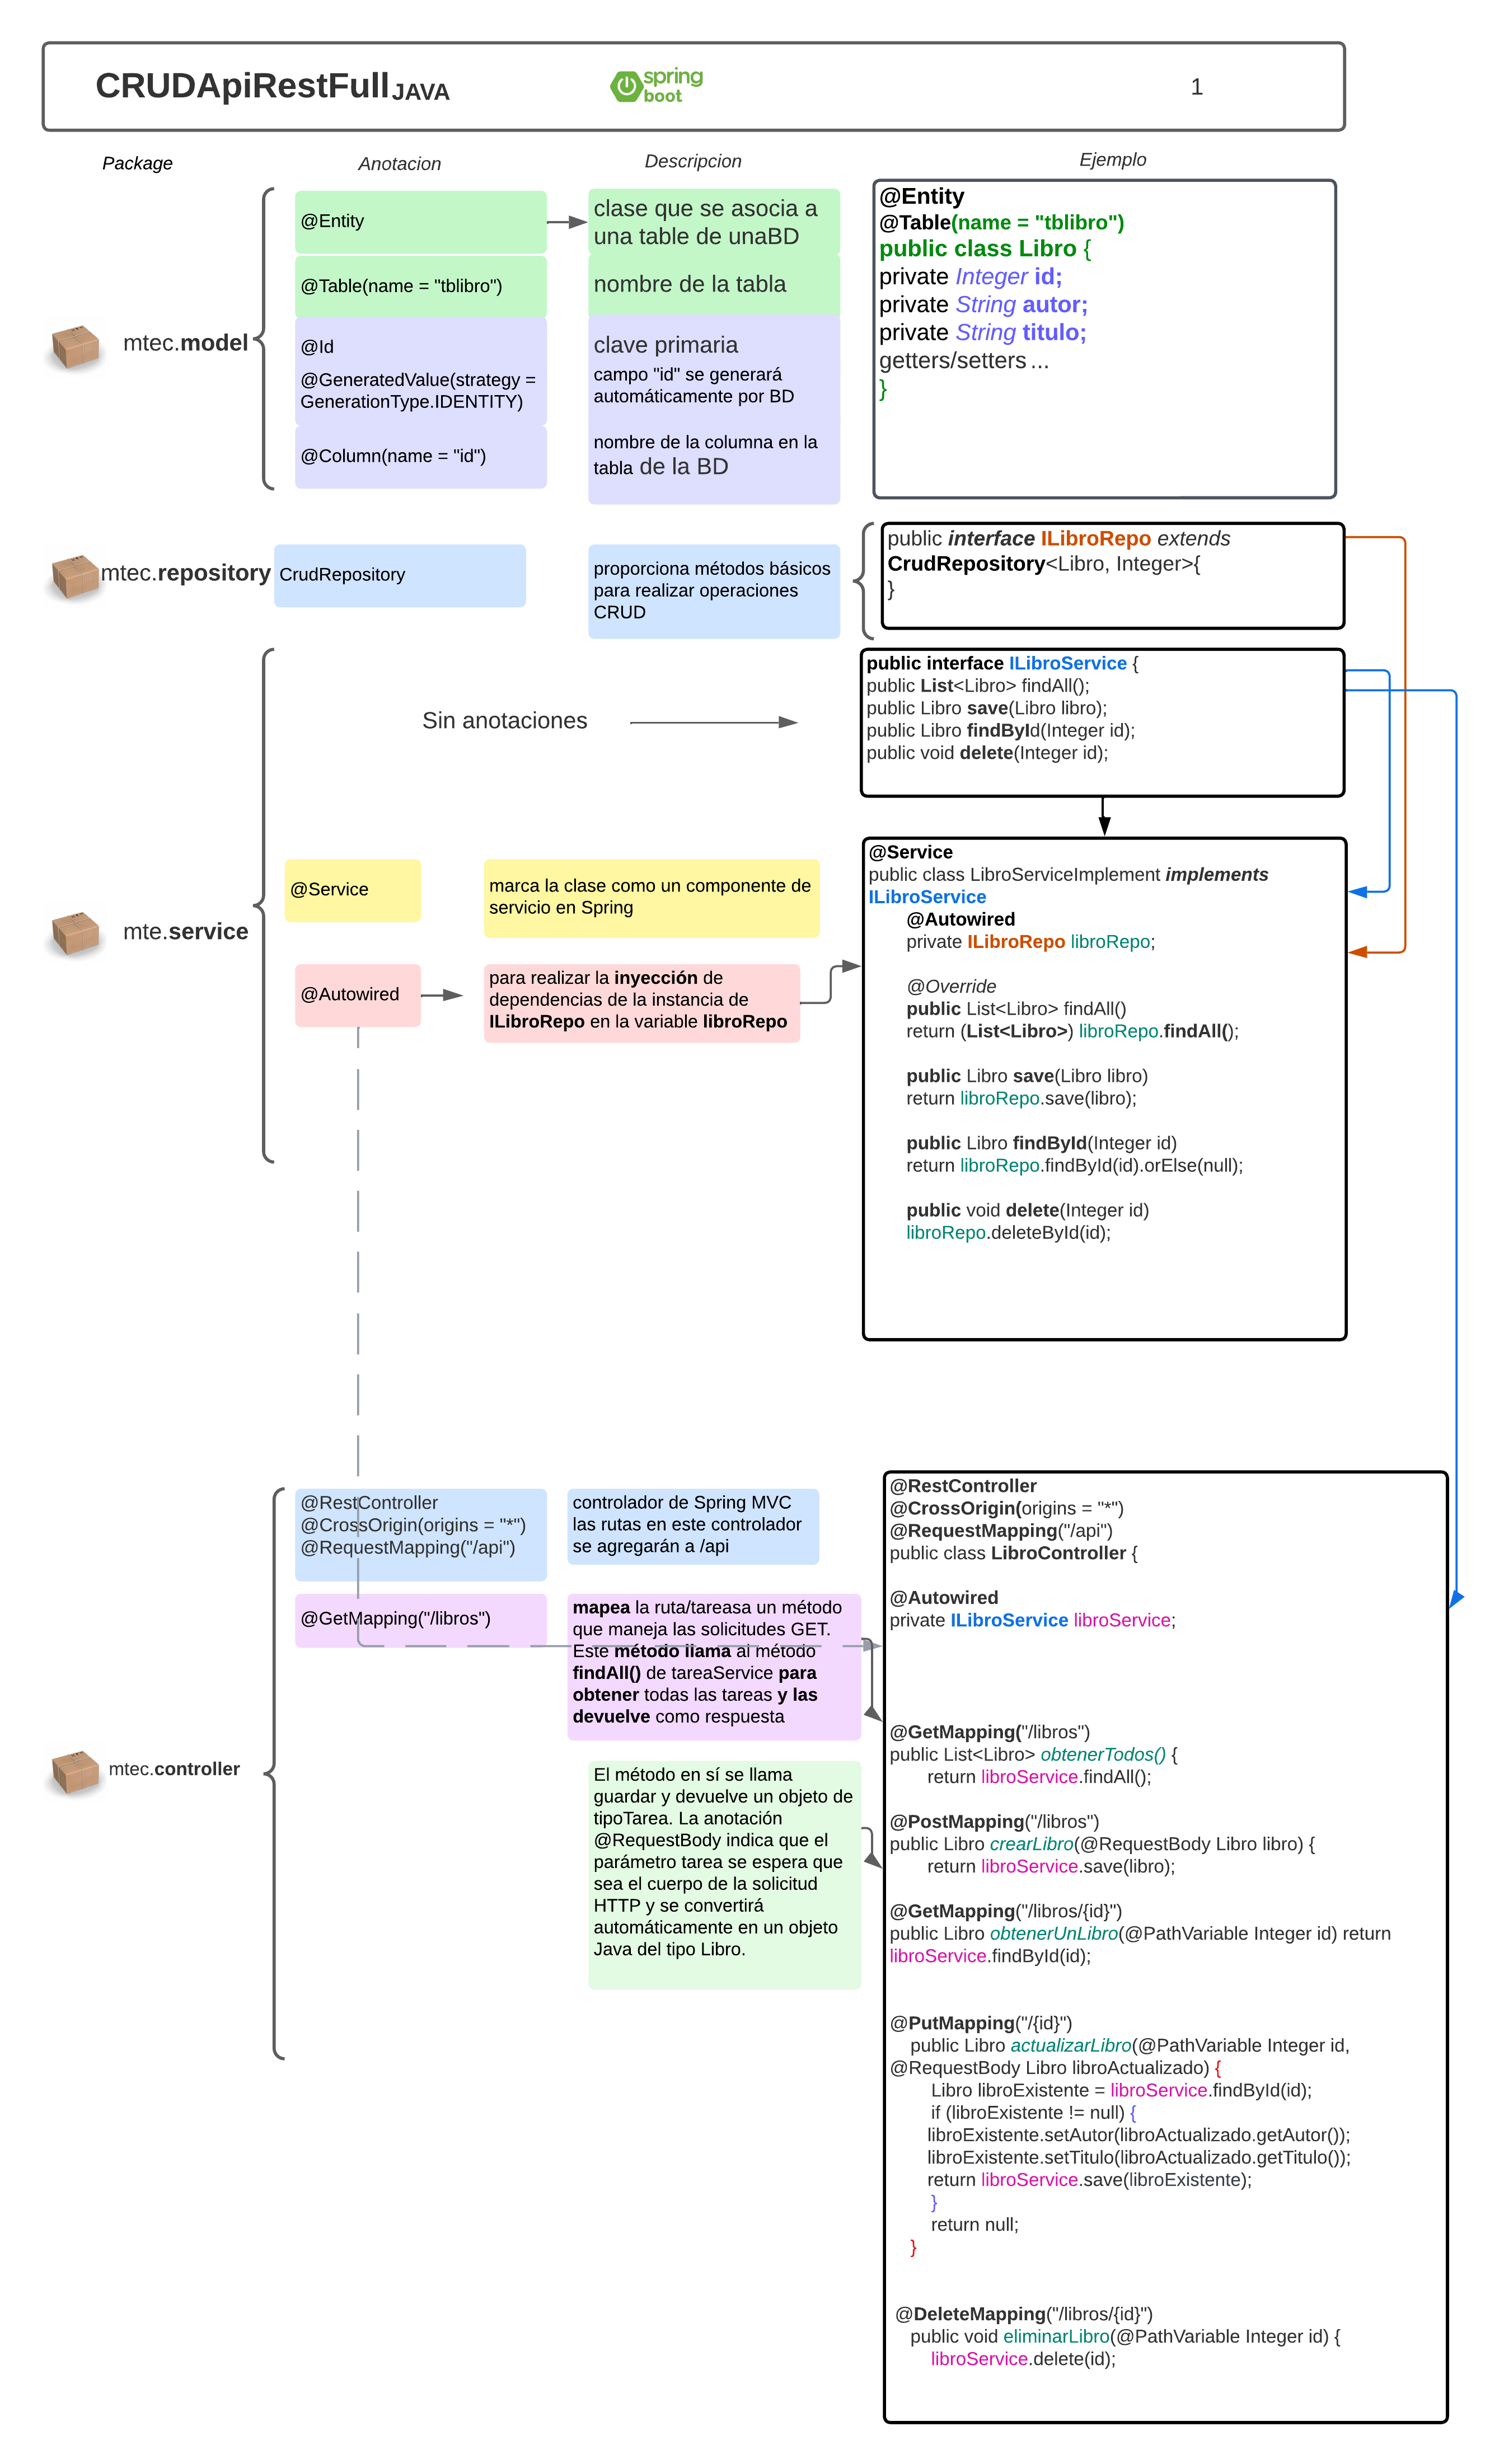 CRUDApiRestFull JAVA
spring
boot
1
Package
Anotacion
Descripcion
Ejemplo
mtec.model
@Entity
clase que se asocia a
una table de unaBD
@Table(name = "tblibro")
nombre de la tabla
@Id
@GeneratedValue(strategy =
GenerationType.IDENTITY)
clave primaria
campo "id" se generará
automáticamente por BD
@Column(name = "id")
nombre de la columna en la
tabla de la BD
@Entity
@Table(name = "tblibro")
public class Libro {
private Integer id;
private String autor;
private String titulo;
getters/setters ...
}
mtec.repository
CrudRepository
proporciona métodos básicos
para realizar operaciones
CRUD
public interface ILibroRepo extends
CrudRepository<Libro, Integer>{
}
mte.service
Sin anotaciones
public interface ILibroService {
public List<Libro> findAll();
public Libro save(Libro libro);
public Libro findById(Integer id);
public void delete(Integer id);
@Service
marca la clase como un componente de
servicio en Spring
@Autowired
para realizar la inyección de
dependencias de la instancia de
ILibroRepo en la variable libroRepo
@Service
public class LibroServiceImplement implements
ILibroService
@Autowired
private ILibroRepo libroRepo;
@Override
public List<Libro> findAll()
return (List<Libro>) libroRepo.findAll();
public Libro save(Libro libro)
return libroRepo.save(libro);
public Libro findById(Integer id)
return libroRepo.findById(id).orElse(null);
public void delete(Integer id)
libroRepo.deleteById(id);
mtec.controller
@RestController
@CrossOrigin(origins = "*")
@RequestMapping("/api")
controlador de Spring MVC
las rutas en este controlador
se agregarán a /api
@GetMapping("/libros")
mapea la ruta/tareasa un método
que maneja las solicitudes GET.
Este método llama al método
findAll() de tareaService para
obtener todas las tareas y las
devuelve como respuesta
El método en sí se llama
guardar y devuelve un objeto de
tipoTarea. La anotación
@RequestBody indica que el
parámetro tarea se espera que
sea el cuerpo de la solicitud
HTTP y se convertirá
automáticamente en un objeto
Java del tipo Libro.
@RestController
@CrossOrigin(origins = "*")
@RequestMapping("/api")
public class LibroController {
@Autowired
private ILibroService libroService;
@GetMapping("/libros")
public List<Libro> obtenerTodos() {
return libroService.findAll();
@PostMapping("/libros")
public Libro crearLibro(@RequestBody Libro libro) {
return libroService.save(libro);
@GetMapping("/libros/{id}")
public Libro obtenerUnLibro(@PathVariable Integer id) return
libroService.findById(id);
@PutMapping("/{id}")
public Libro actualizarLibro(@PathVariable Integer id,
@RequestBody Libro libroActualizado) {
Libro libroExistente = libroService.findById(id);
if (libroExistente != null) {
libroExistente.setAutor(libroActualizado.getAutor());
libroExistente.setTitulo(libroActualizado.getTitulo());
return libroService.save(libroExistente);
}
return null;
}
@DeleteMapping("/libros/{id}")
public void eliminarLibro(@PathVariable Integer id) {
libroService.delete(id);